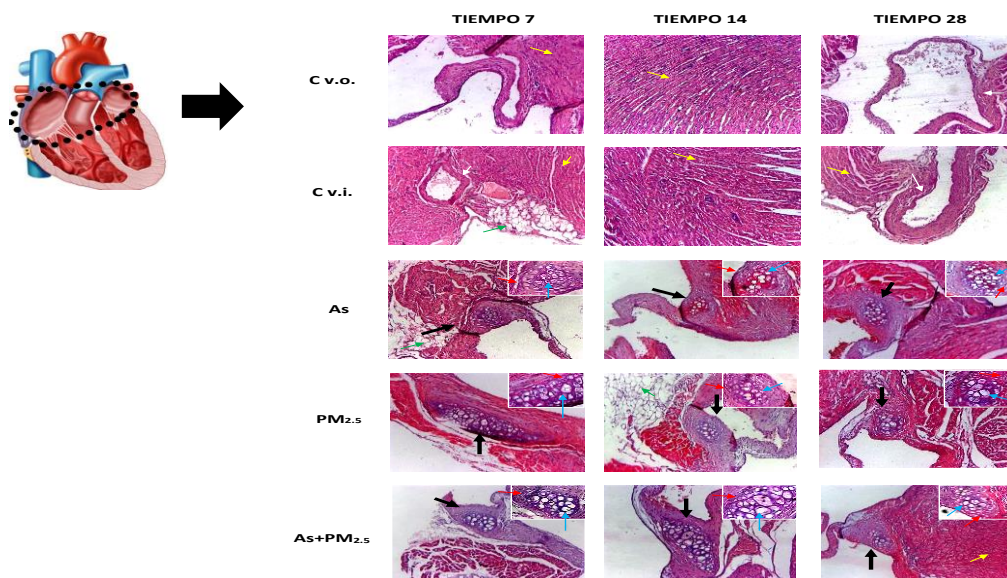 TIEMPO 7 TIEMPO 14 TIEMPO 28
C v.o.
C v.i.
As
PM2.5
As+PM2.5